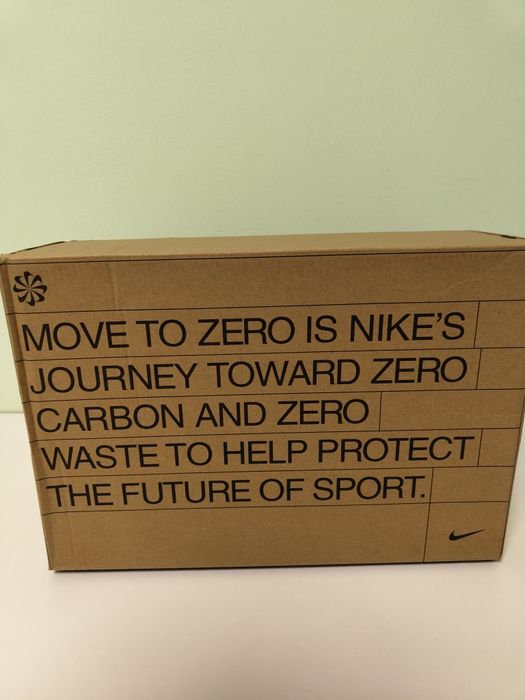 MOVE TO ZERO IS NIKE'S
JOURNEY TOWARD ZERO
CARBON AND ZERO
WASTE TO HELP PROTECT
THE FUTURE OF SPORT.